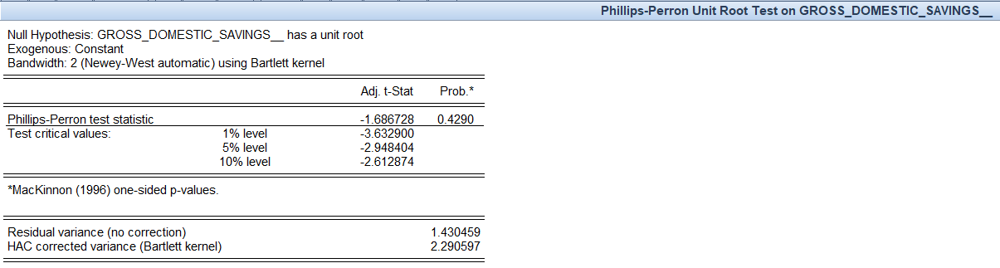 Phillips-Perron Unit Root Test on GROSS_DOMESTIC_SAVINGS__
Null Hypothesis: GROSS_DOMESTIC_SAVINGS__ has a unit root
Exogenous: Constant
Bandwidth: 2 (Newey-West automatic) using Bartlett kernel
Adj. t-Stat Prob.*
Phillips-Perron test statistic -1.686728 0.4290
Test critical values: 1% level -3.632900
5% level -2.948404
10% level -2.612874
*MacKinnon (1996) one-sided p-values.
Residual variance (no correction) 1.430459
HAC corrected variance (Bartlett kernel) 2.290597